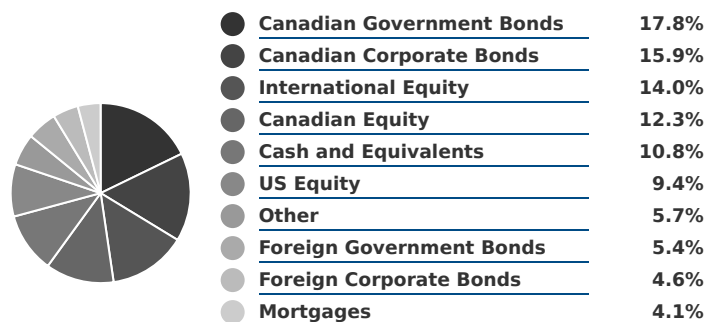 Canadian Government Bonds 17.8%
Canadian Corporate Bonds 15.9%
International Equity 14.0%
Canadian Equity 12.3%
Cash and Equivalents 10.8%
US Equity 9.4%
Other 5.7%
Foreign Government Bonds 5.4%
Foreign Corporate Bonds 4.6%
Mortgages 4.1%